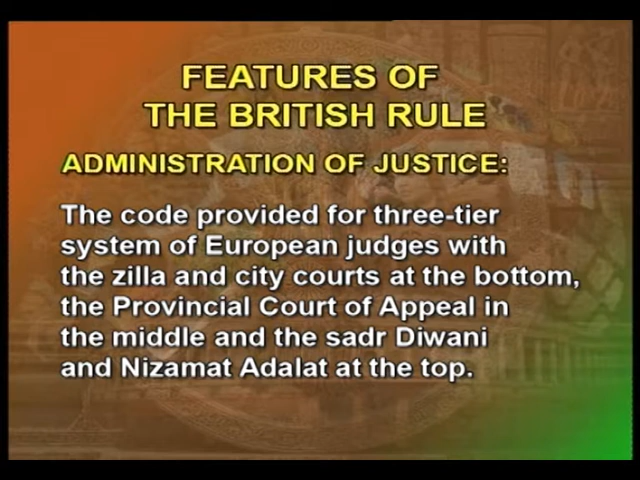 FEATURES OF
THE BRITISH RULE
ADMINISTRATION OF JUSTICE:
The code provided for three-tier
system of European judges with
the zilla and city courts at the bottom,
the Provincial Court of Appeal in
the middle and the sadr Diwani
and Nizamat Adalat at the top.